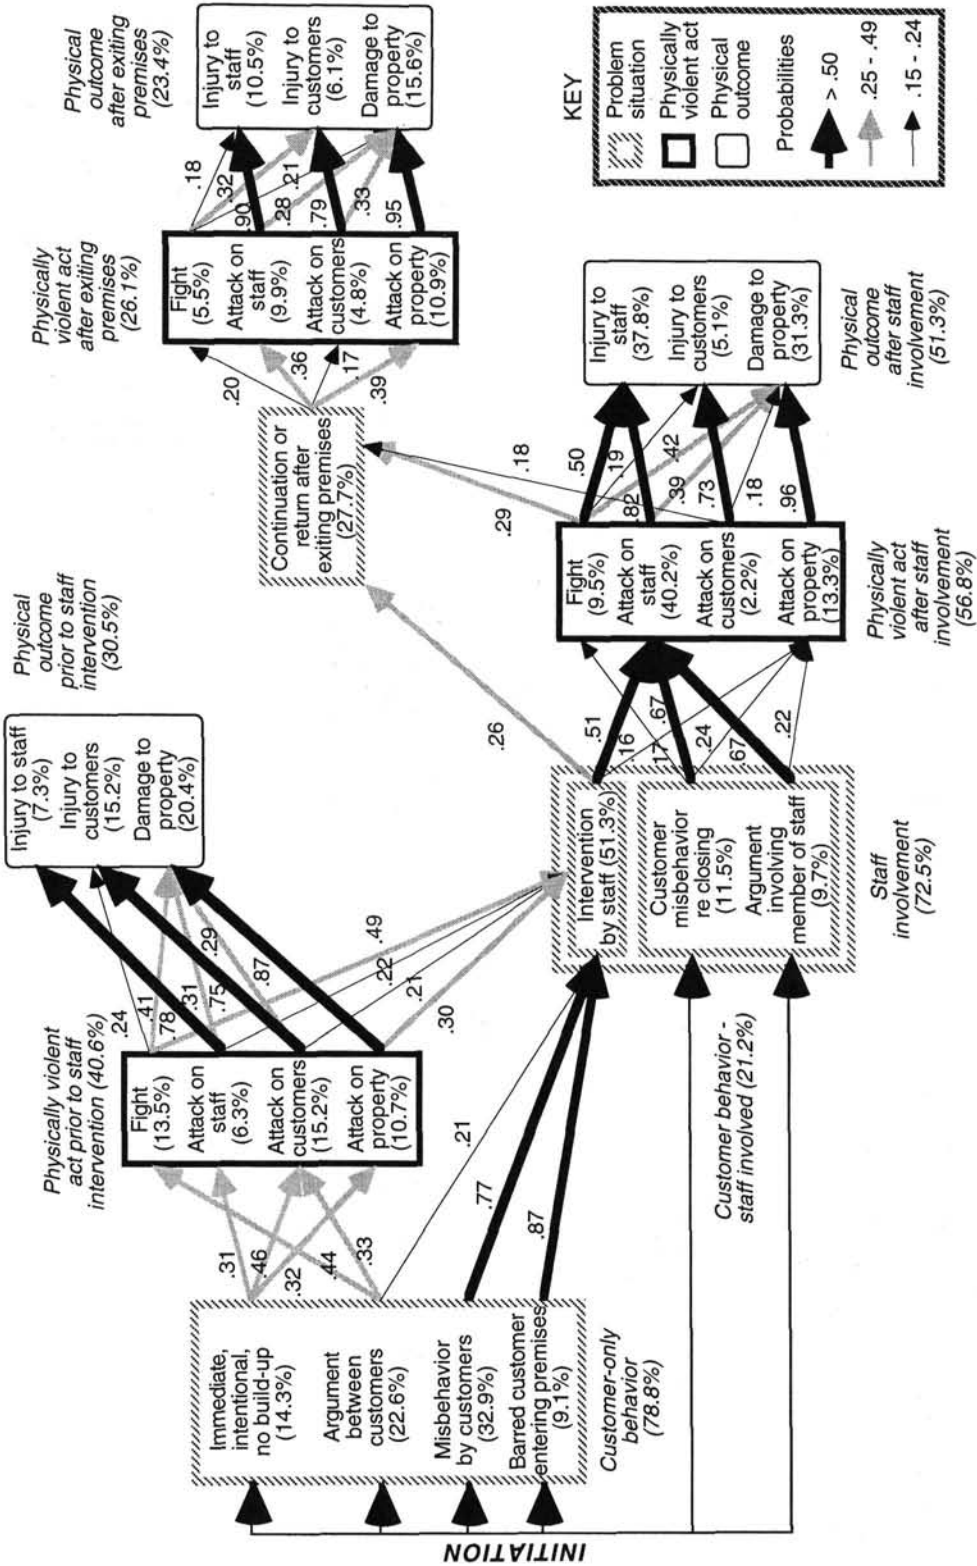 INITIATION
Immediate,
intentional,
no build-up
(14.3%)
Argument
between
customers
(22.6%)
Misbehavior
by customers
(32.9%)
Barred customer
entering premises
(9.1%)
Customer-only
behavior
(78.8%)
.31
.46
.32
.44
.33
.21
.77
.87
Customer behavior -
staff involved (21.2%)
Physically violent
act prior to staff
intervention (40.6%)
Fight
(13.5%)
Attack on
staff
(6.3%)
Attack on
customers
(15.2%)
Attack on
property
(10.7%)
.24
.41
.78
.31
.75
.29
.87
.49
.22
.21
.30
Physical
outcome
prior to staff
intervention
(30.5%)
Injury to staff
(7.3%)
Injury to
customers
(15.2%)
Damage to
property
(20.4%)
Intervention
by staff (51.3%)
Customer
misbehavior
re closing
(11.5%)
Argument
involving
member of staff
(9.7%)
Staff
involvement
(72.5%)
.26
.51
.16
.67
.17
.24
.67
.22
Fight
(9.5%)
Attack on
staff
(40.2%)
Attack on
customers
(2.2%)
Attack on
property
(13.3%)
Physically
violent act
after staff
involvement
(56.8%)
.29
.18
.50
.19
.82
.42
.39
.73
.18
.96
Injury to
staff
(37.8%)
Injury to
customers
(5.1%)
Damage to
property
(31.3%)
Physical
outcome
after staff
involvement
(51.3%)
Continuation or
return after
exiting premises
(27.7%)
.20
.36
.17
.39
Physically
violent act
after exiting
premises
(26.1%)
Fight
(5.5%)
Attack on
staff
(9.9%)
Attack on
customers
(4.8%)
Attack on
property
(10.9%)
.18
.32
.90
.21
.28
.79
.33
.95
Physical
outcome
after exiting
premises
(23.4%)
Injury to
staff
(10.5%)
Injury to
customers
(6.1%)
Damage to
property
(15.6%)
KEY
Problem
situation
Physically
violent act
Physical
outcome
Probabilities
> .50
.25 - .49
.15 - .24